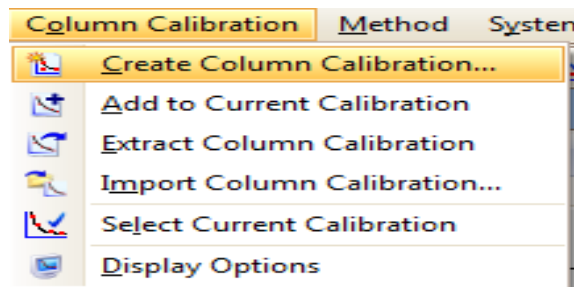 Column Calibration Method System
Create Column Calibration...
Add to Current Calibration
Extract Column Calibration
Import Column Calibration...
Select Current Calibration
Display Options